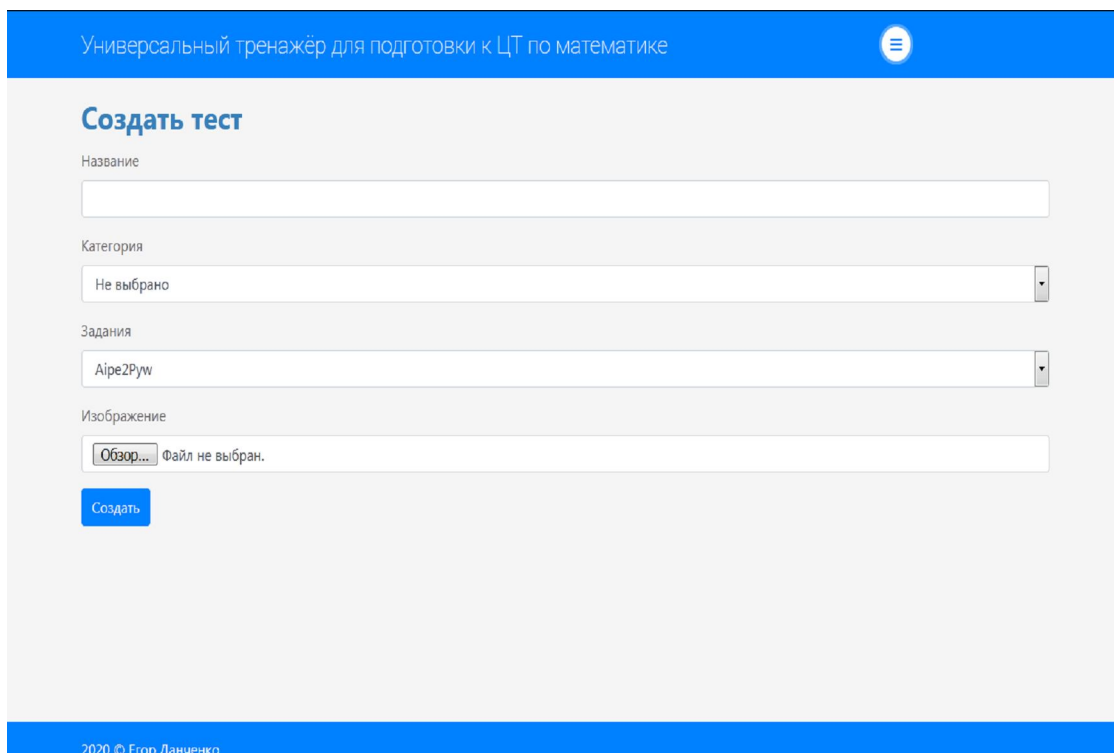 Универсальный тренажёр для подготовки к ЦТ по математике
Создать тест
Название
Категория
Не выбрано
Задания
Aipe2Pyw
Изображение
Обзор... Файл не выбран.
Создать
2020 © Егор Данченко